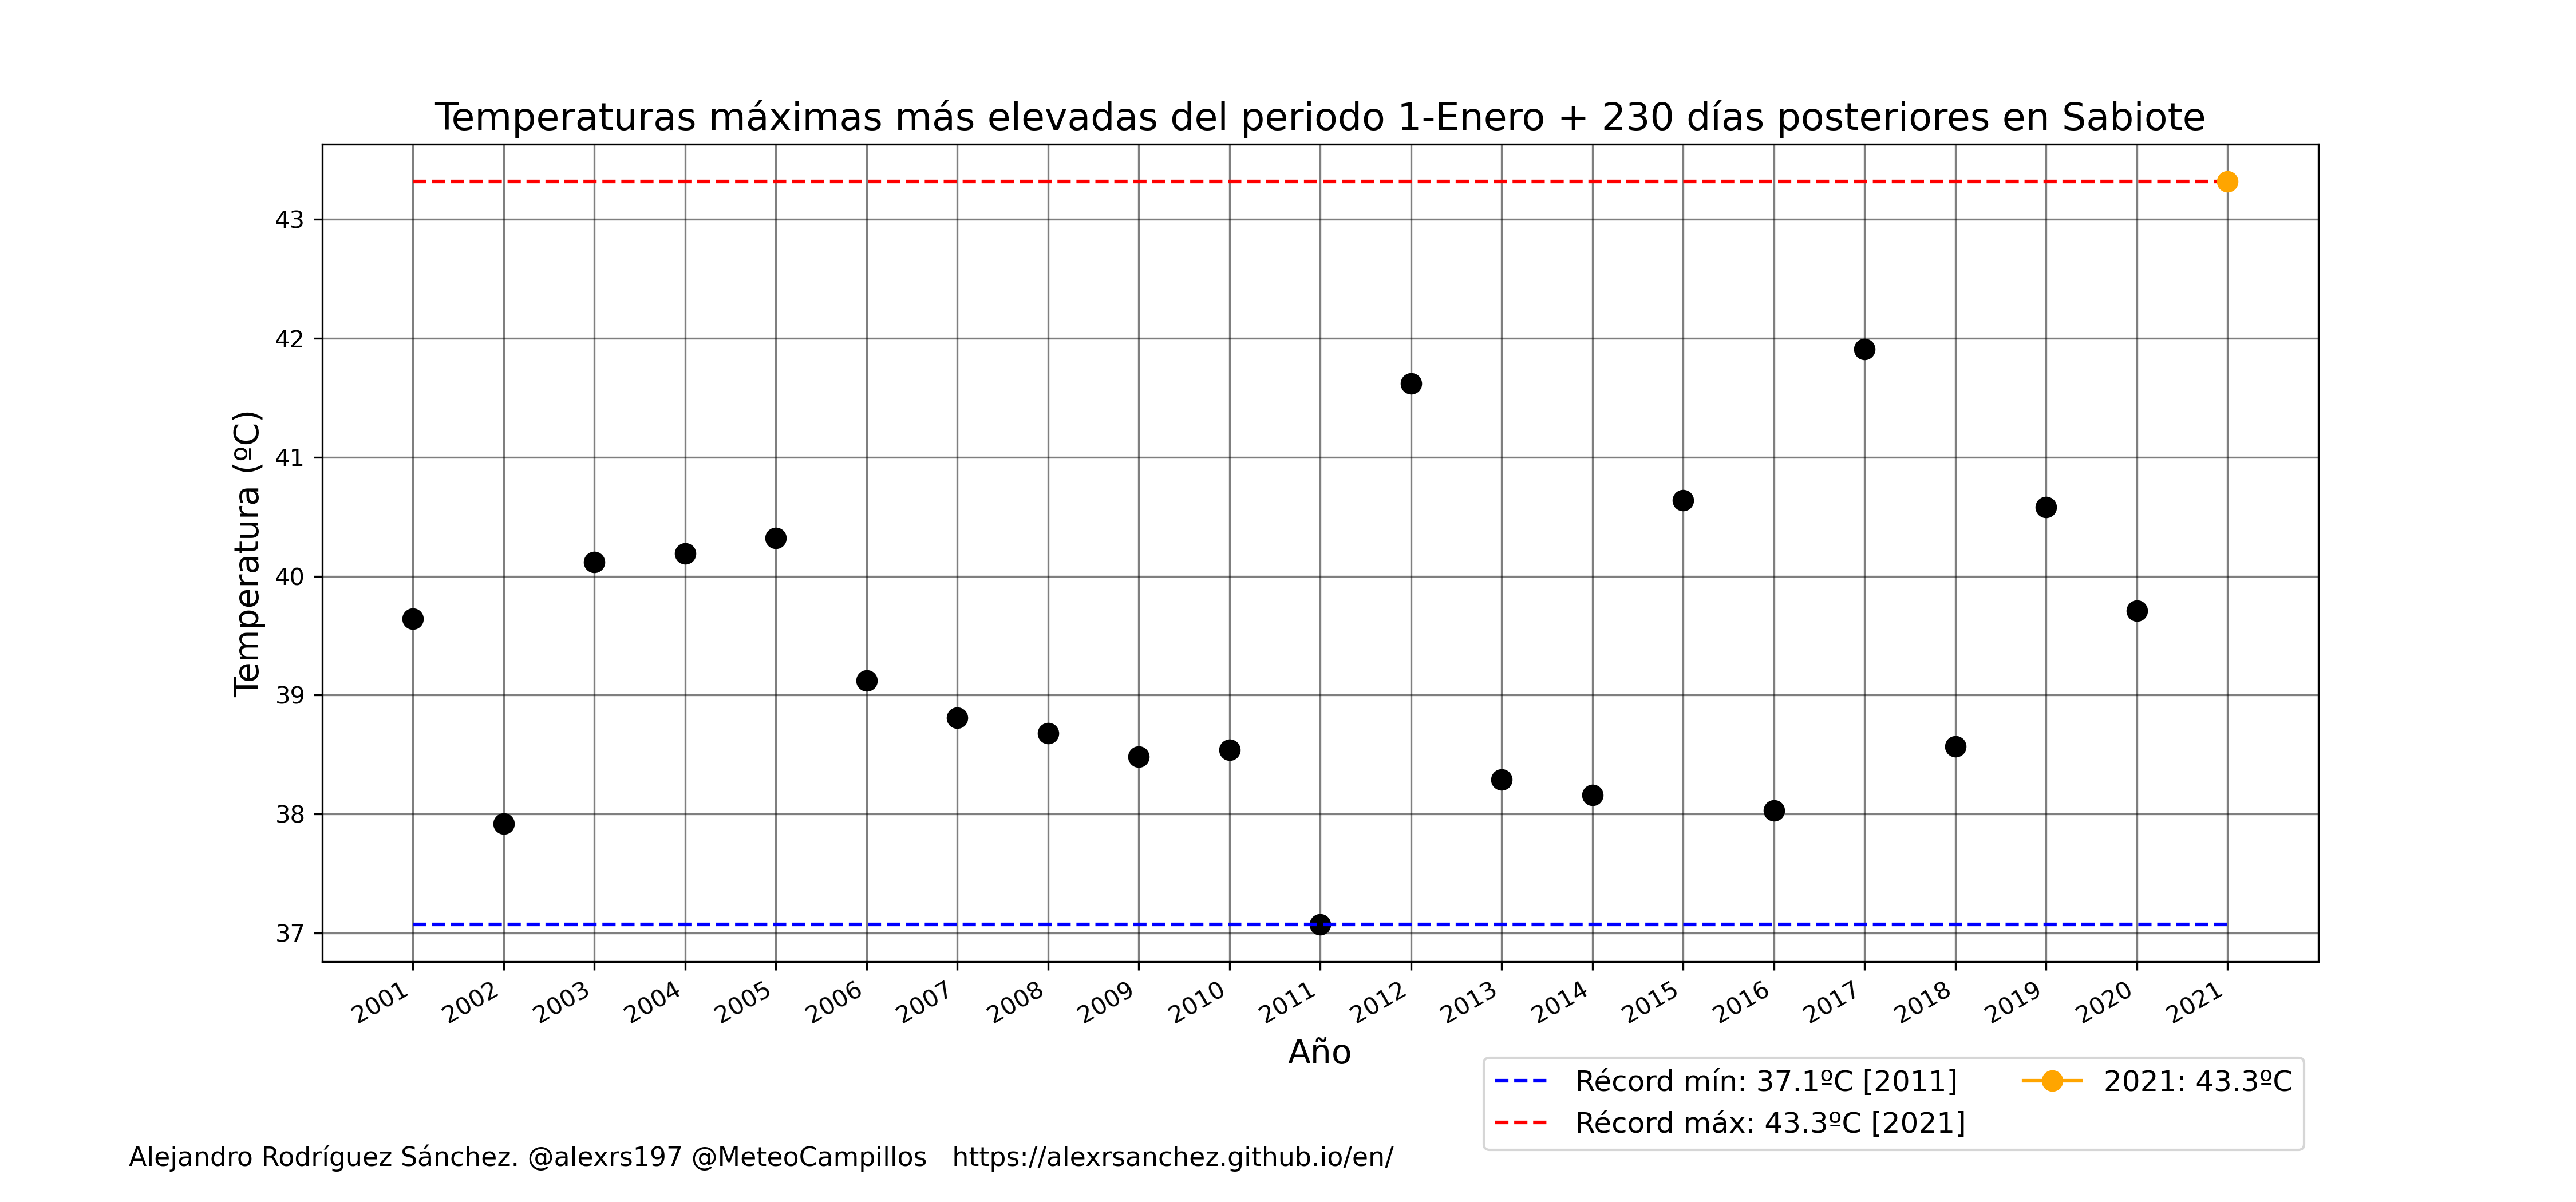 Temperaturas máximas más elevadas del periodo 1-Enero + 230 días posteriores en Sabiote
Temperatura (ºC)
43
42
41
40
39
38
37
2001 2002 2003 2004 2005 2006 2007 2008 2009 2010 2011 2012 2013 2014 2015 2016 2017 2018 2019 2020 2021
Año
Récord mín: 37.1ºC [2011]
Récord máx: 43.3ºC [2021]
2021: 43.3ºC
Alejandro Rodríguez Sánchez. @alexrs197 @MeteoCampillos https://alexrsanchez.github.io/en/